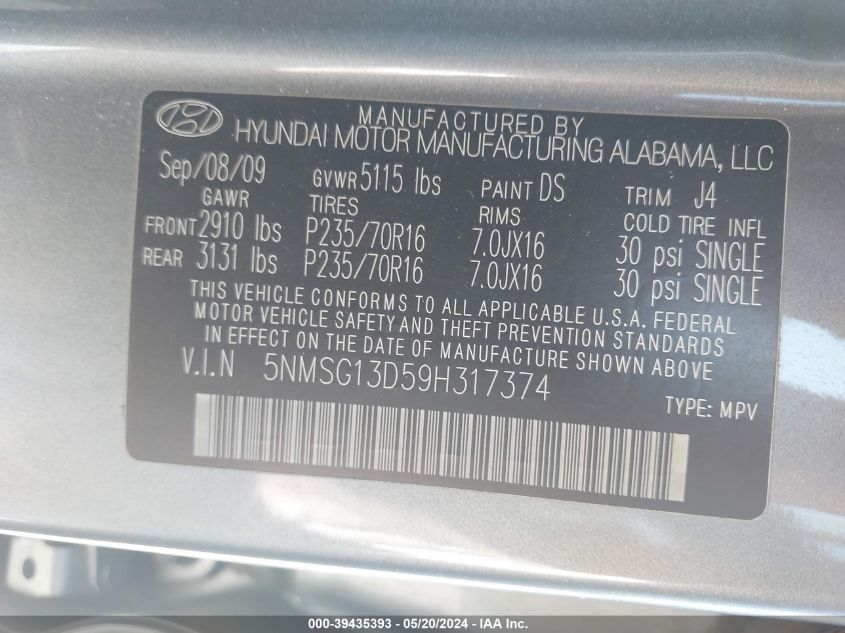 MANUFACTURED BY
HYUNDAI MOTOR MANUFACTURING ALABAMA, LLC
Sep/08/09 GVWR 5115 lbs PAINT DS TRIM J4
GAWR TIRES RIMS COLD TIRE INFL
FRONT 2910 lbs P235/70R16 7.0JX16 30 psi SINGLE
REAR 3131 lbs P235/70R16 7.0JX16 30 psi SINGLE
THIS VEHICLE CONFORMS TO ALL APPLICABLE U.S.A. FEDERAL
MOTOR VEHICLE SAFETY AND THEFT PREVENTION STANDARDS
IN EFFECT ON THE DATE OF MANUFACTURE SHOWN ABOVE
V.I.N 5NMSG13D59H317374
TYPE: MPV
000-39435393 - 05/20/2024 - IAA Inc.